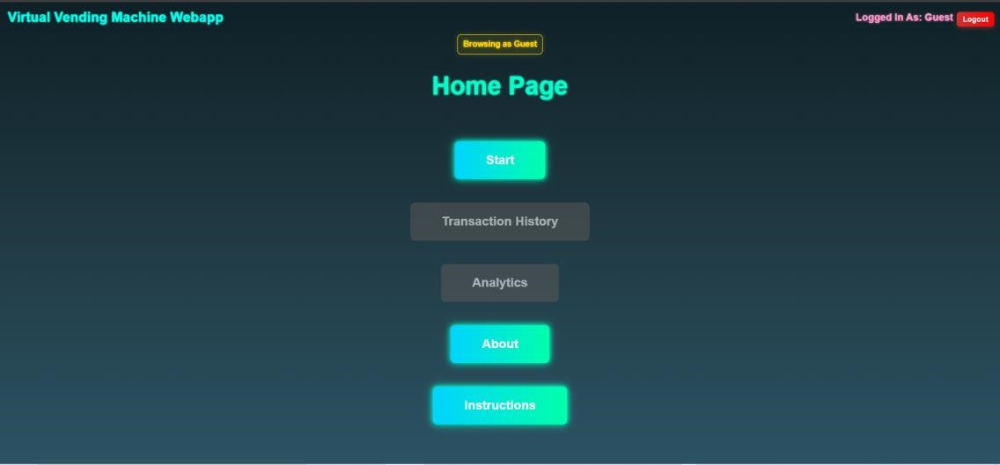 Virtual Vending Machine Webapp
Logged In As: Guest
Logout
Browsing as Guest
Home Page
Start
Transaction History
Analytics
About
Instructions